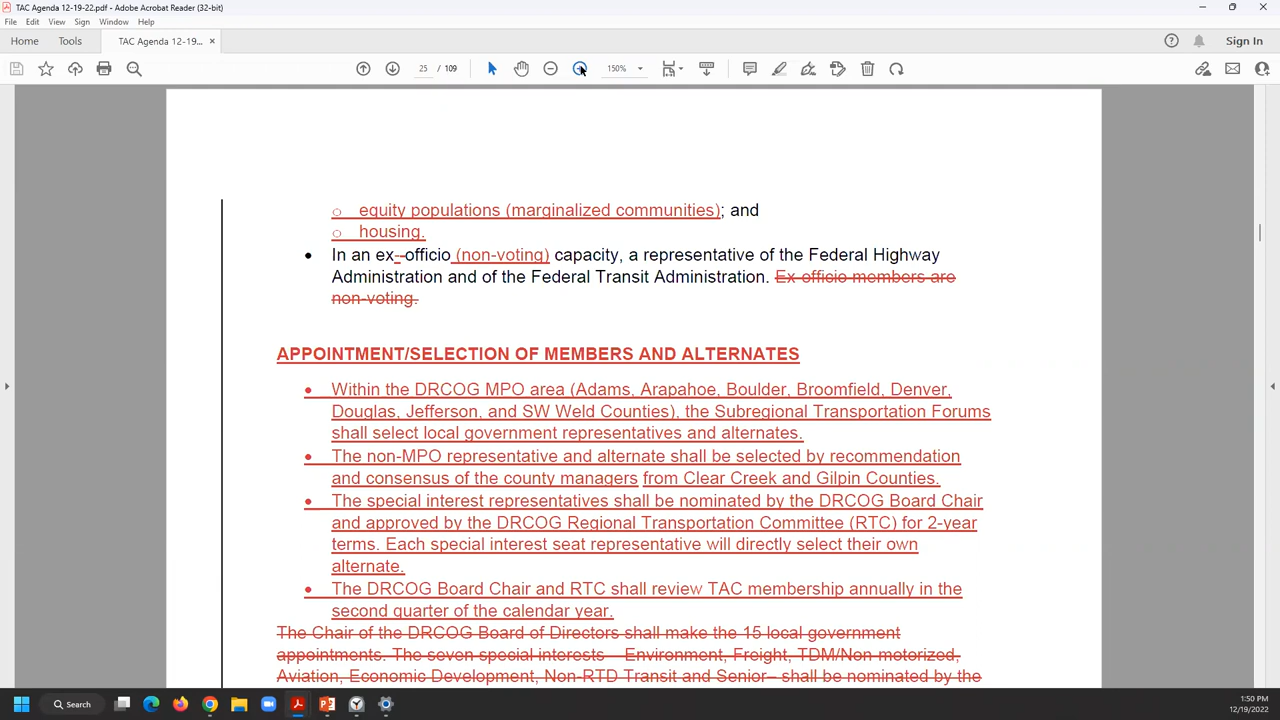 TAC Agenda 12-19-22.pdf - Adobe Acrobat Reader (32-bit)
File Edit View Sign Window Help
Home Tools TAC Agenda 12-19... × Sign In
25 / 109 150%
○ equity populations (marginalized communities); and
○ housing.
• In an ex--officio (non-voting) capacity, a representative of the Federal Highway
Administration and of the Federal Transit Administration. Ex officio members are
non-voting.
APPOINTMENT/SELECTION OF MEMBERS AND ALTERNATES
• Within the DRCOG MPO area (Adams, Arapahoe, Boulder, Broomfield, Denver,
Douglas, Jefferson, and SW Weld Counties), the Subregional Transportation Forums
shall select local government representatives and alternates.
• The non-MPO representative and alternate shall be selected by recommendation
and consensus of the county managers from Clear Creek and Gilpin Counties.
• The special interest representatives shall be nominated by the DRCOG Board Chair
and approved by the DRCOG Regional Transportation Committee (RTC) for 2-year
terms. Each special interest seat representative will directly select their own
alternate.
• The DRCOG Board Chair and RTC shall review TAC membership annually in the
second quarter of the calendar year.
The Chair of the DRCOG Board of Directors shall make the 15 local government
appointments. The seven special interests – Environment, Freight, TDM/Non-motorized,
Aviation, Economic Development, Non-RTD Transit and Senior– shall be nominated by the
Search
1:50 PM
12/19/2022